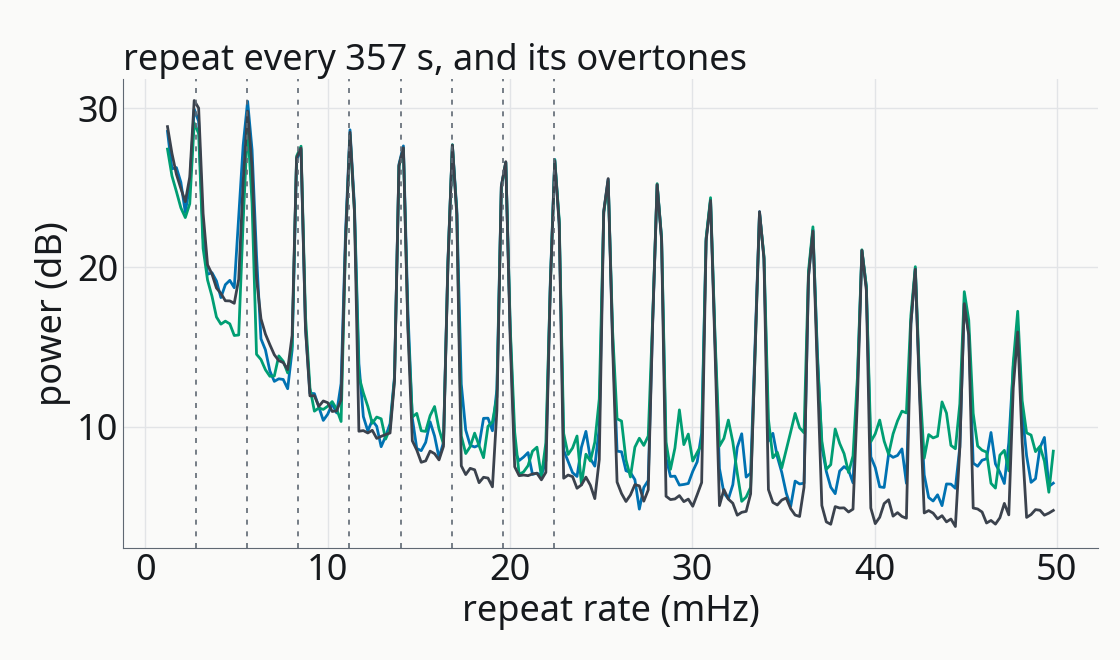 repeat every 357 s, and its overtones
30
20
10
power (dB)
0 10 20 30 40 50
repeat rate (mHz)